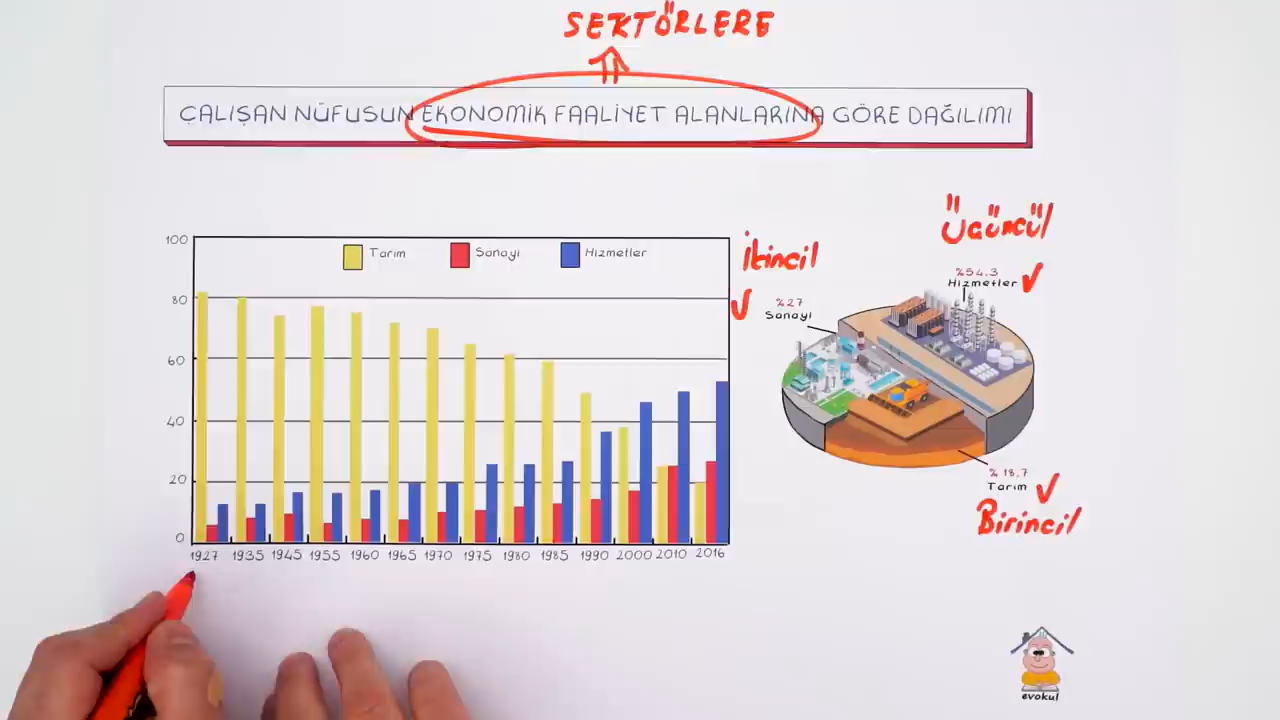 SEKTÖRLERE
ÇALIŞAN NÜFUSUN EKONOMİK FAALİYET ALANLARINA GÖRE DAĞILIMI
100
80
60
40
20
0
Tarım
Sanayi
Hizmetler
1927 1935 1945 1955 1960 1965 1970 1975 1980 1985 1990 2000 2010 2016
İkincil
%27
Sanayi
Üçüncül
%54.3
Hizmetler
% 18,7
Tarım
Birincil
evokul